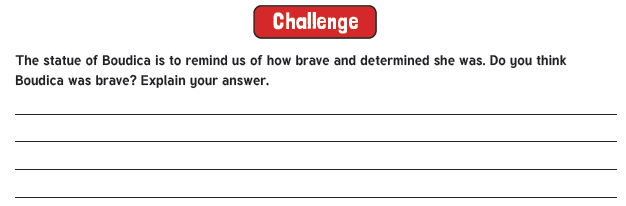 Challenge
The statue of Boudica is to remind us of how brave and determined she was. Do you think
Boudica was brave? Explain your answer.